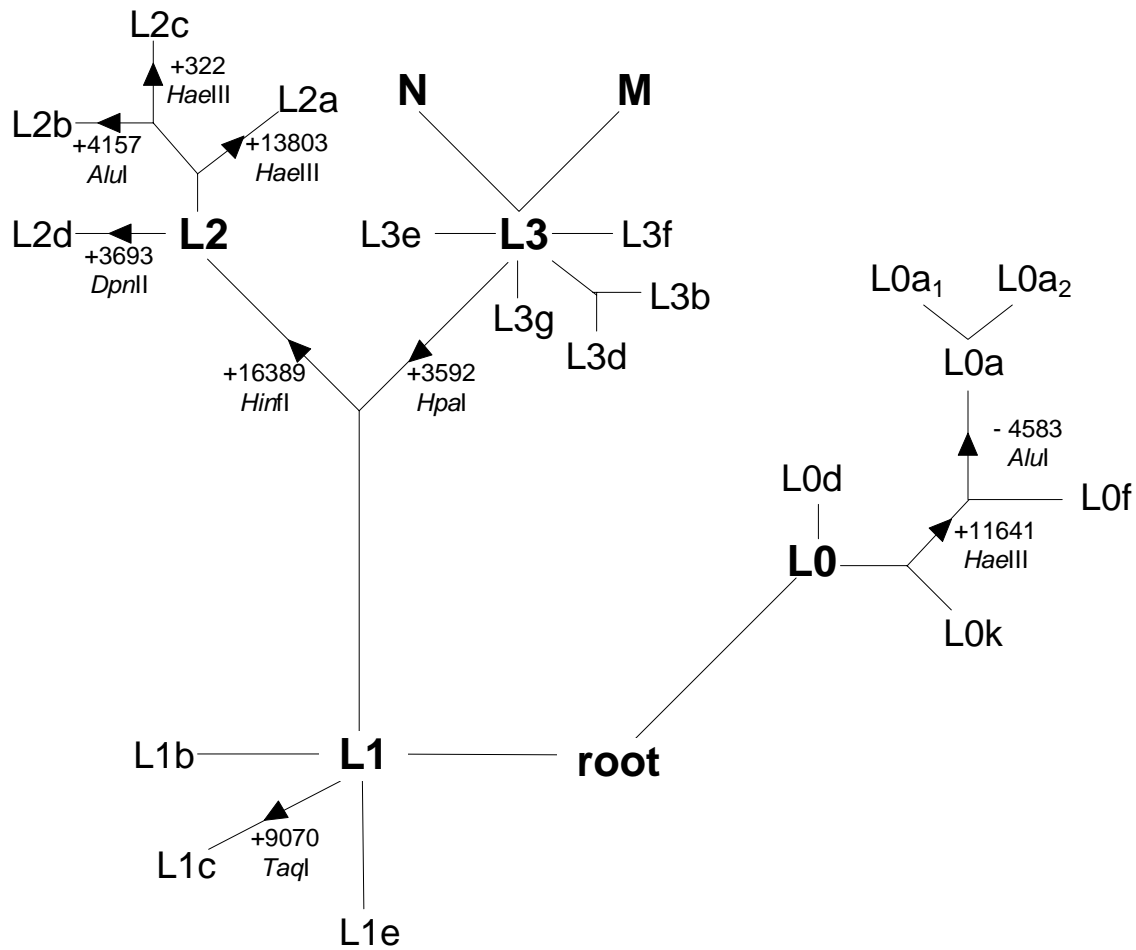 L2c
+322
HaeIII
L2a
L2b
+4157
AluI
+13803
HaeIII
L2d
+3693
DpnII
L2
N
M
L3e
L3
L3f
L3g
L3b
L3d
+16389
HinfI
+3592
HpaI
L0a₁
L0a₂
L0a
- 4583
AluI
L0d
L0f
+11641
HaeIII
L0
L0k
L1b
L1
root
+9070
TaqI
L1c
L1e